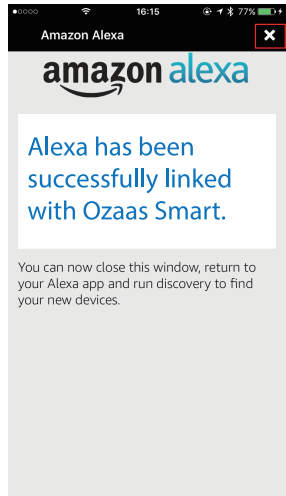 16:15
77%
Amazon Alexa
amazon alexa
Alexa has been
successfully linked
with Ozaas Smart.
You can now close this window, return to
your Alexa app and run discovery to find
your new devices.